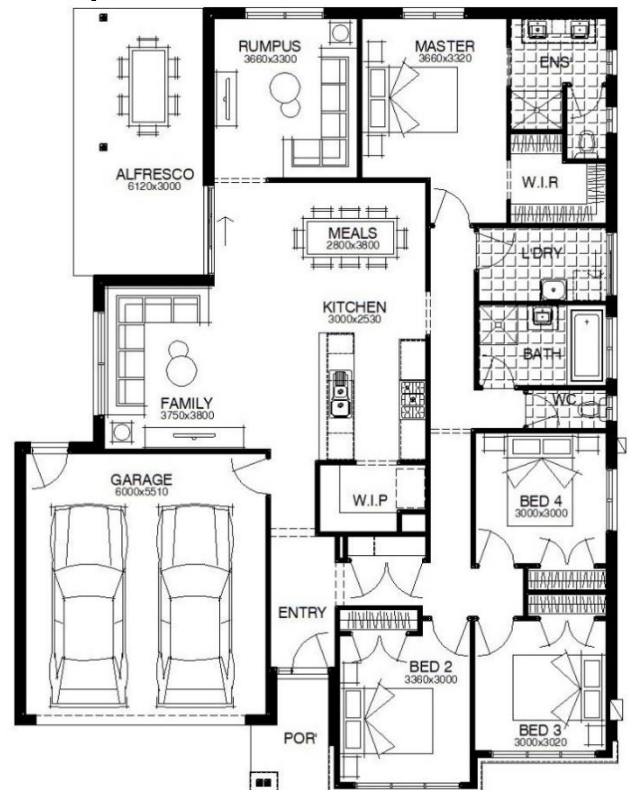 RUMPUS
3660x3300
MASTER
3660x3320
ENS
ALFRESCO
6120x3000
W.I.R
MEALS
2800x3800
L'DRY
KITCHEN
3000x2530
BATH
FAMILY
3750x3800
WC
GARAGE
6000x5510
W.I.P
BED 4
3000x3000
ENTRY
BED 2
3360x3000
BED 3
3000x3020
POR'